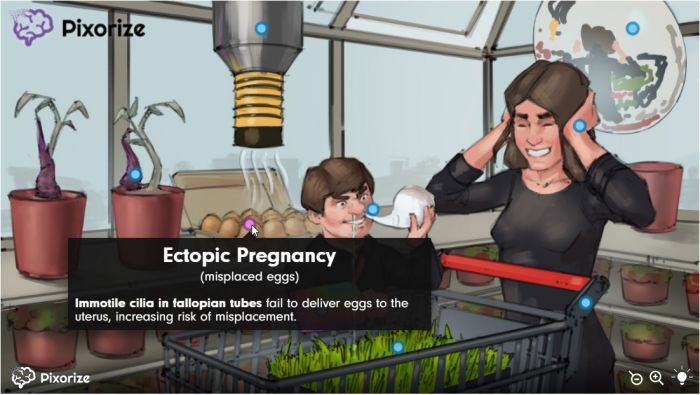 Pixorize
Ectopic Pregnancy
(misplaced eggs)
Immotile cilia in fallopian tubes fail to deliver eggs to the
uterus, increasing risk of misplacement.
Pixorize